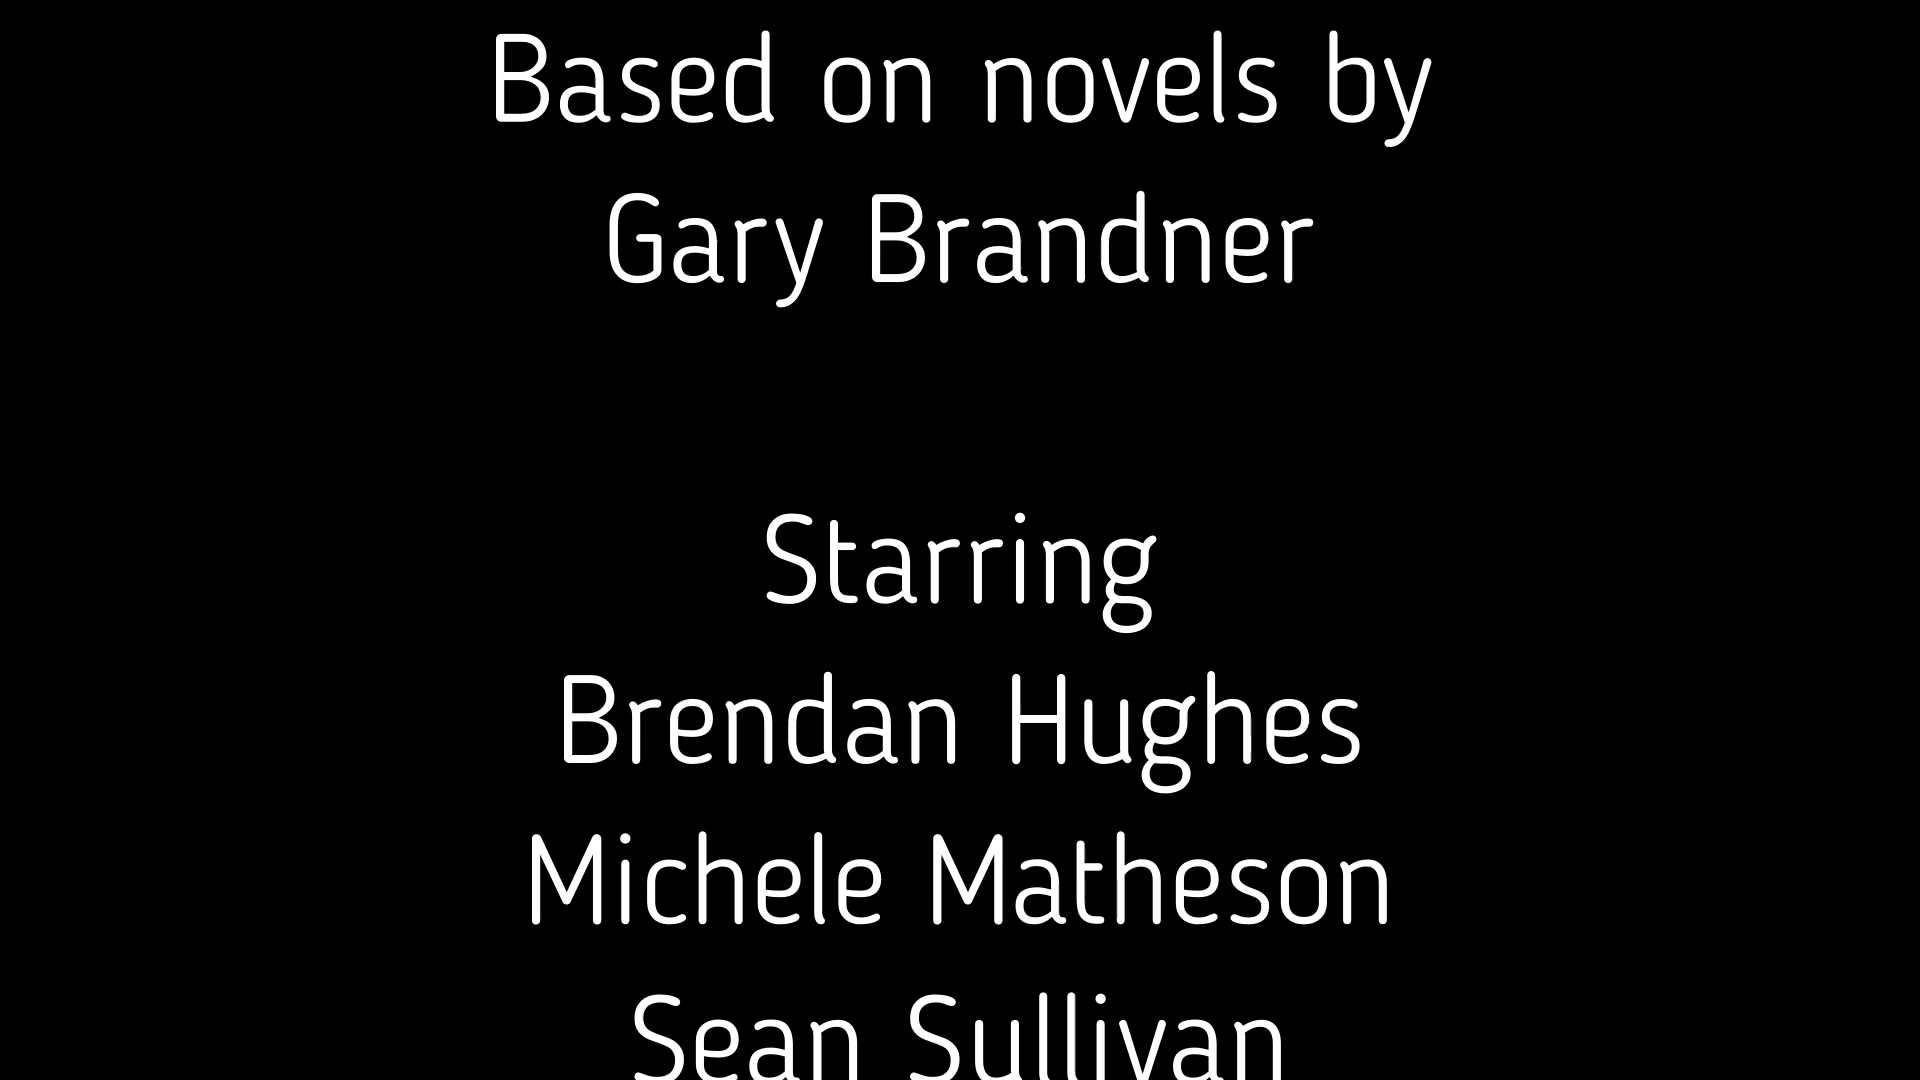 Based on novels by
Gary Brandner
Starring
Brendan Hughes
Michele Matheson
Sean Sullivan